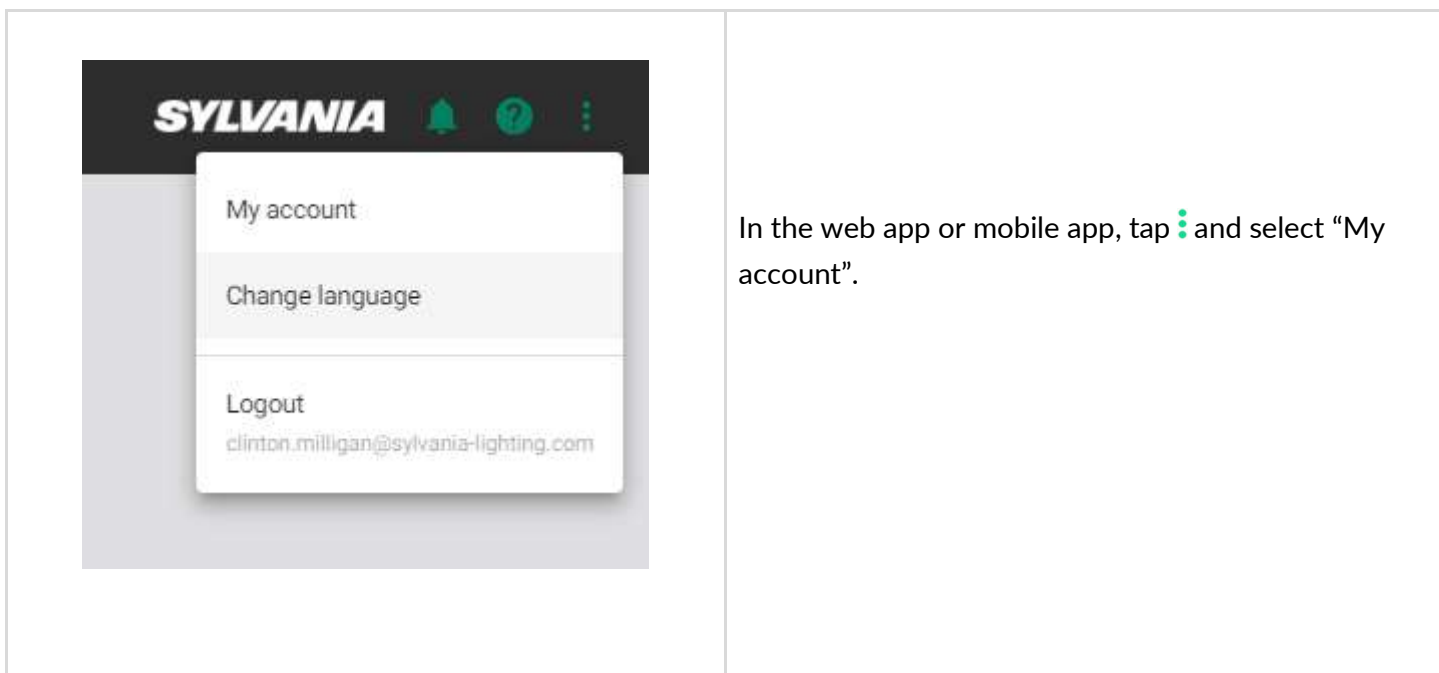 SYLVANIA
My account
Change language
Logout
clinton.milligan@sylvania-lighting.com
In the web app or mobile app, tap and select “My
account”.